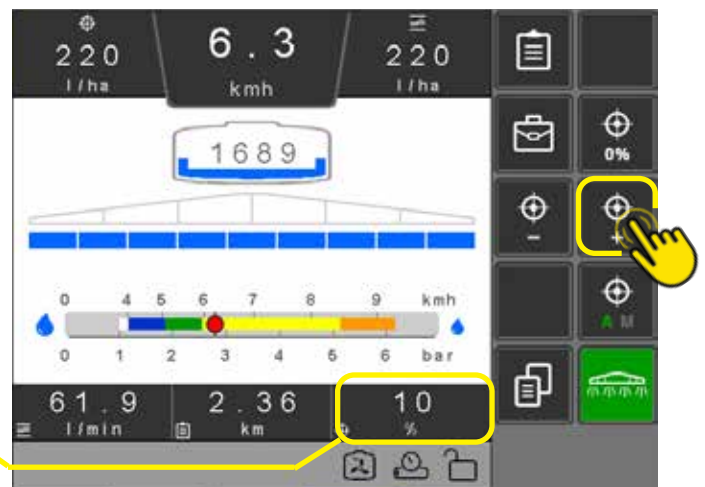 220 6.3 220
l/ha kmh l/ha
1689
0%
-
+
0 4 5 6 7 8 9 kmh
A M
0 1 2 3 4 5 6 bar
61.9 2.36 10
l/min km %